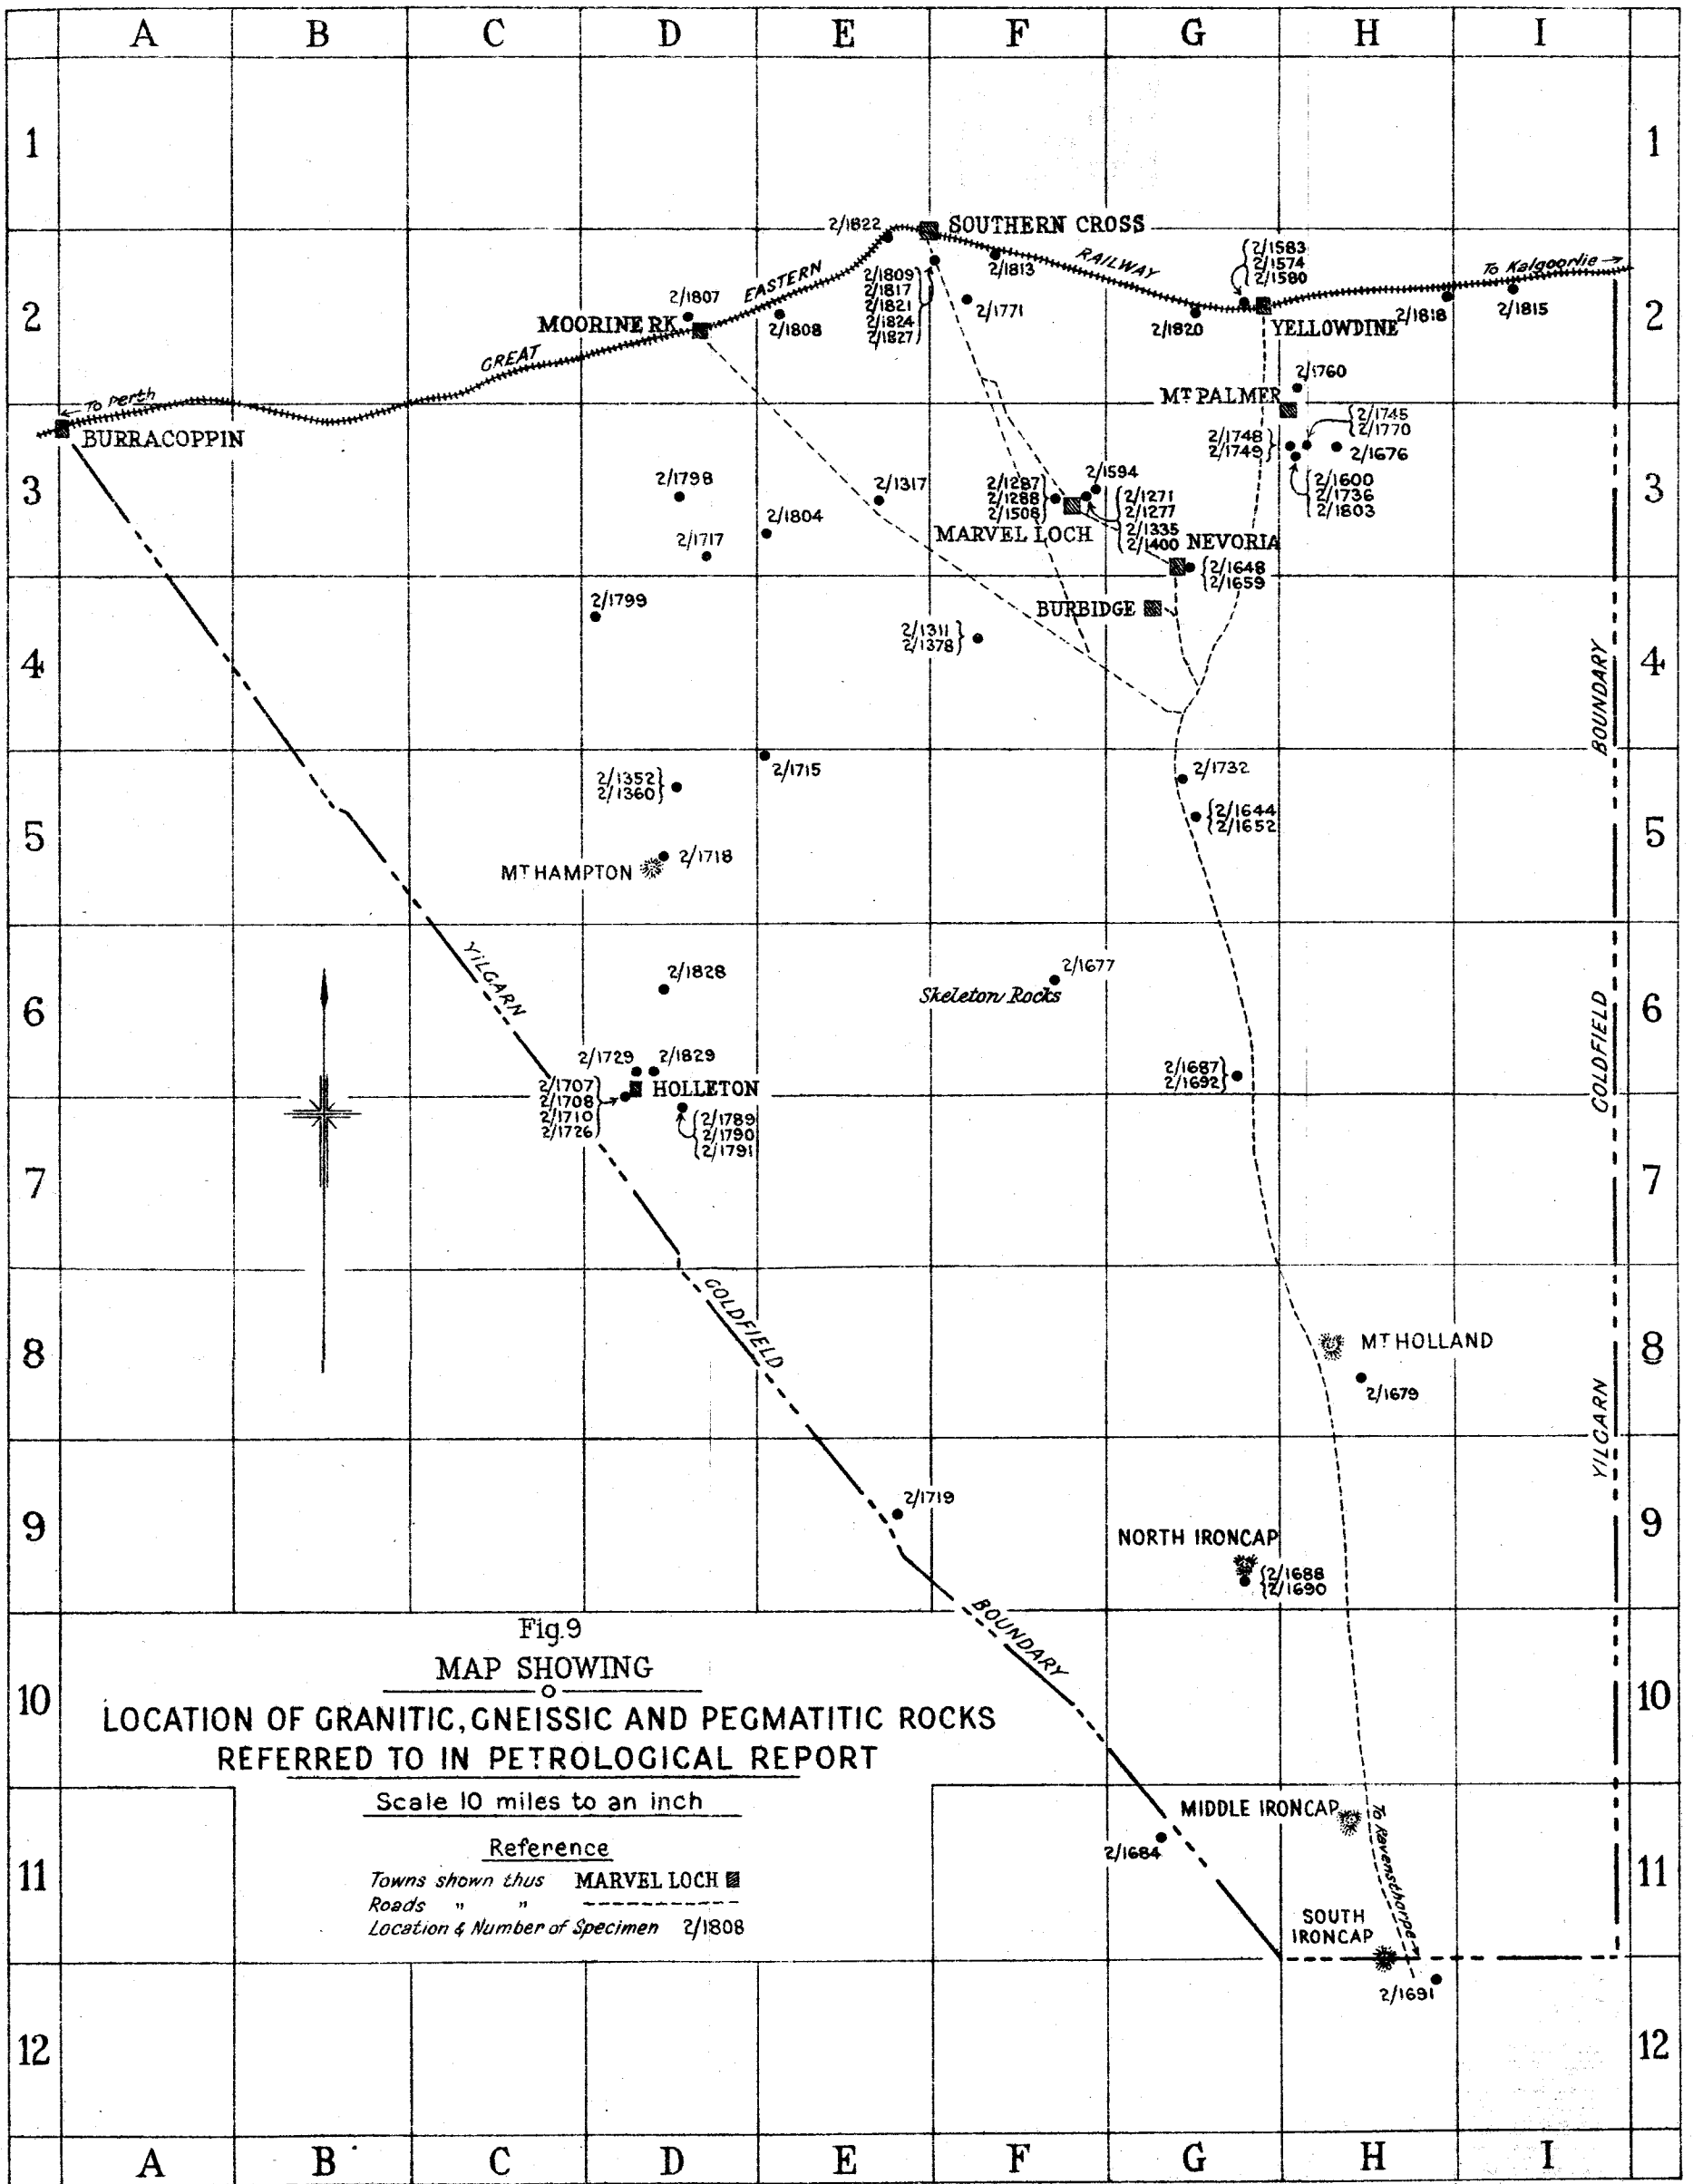 A B C D E F G H I
1 1
2/1822
SOUTHERN CROSS
2/1813
RAILWAY
2/1583
2/1574
2/1580
To Kalgoorlie →
EASTERN
2/1809
2/1817
2/1821
2/1824
2/1827
2/1771
2/1807
MOORINE RK
2/1808
2/1820
YELLOWDINE
2/1818
2/1815
2 2
GREAT
← To Perth
BURRACOPPIN
2/1760
MT PALMER
2/1745
2/1770
2/1748
2/1749
2/1676
2/1600
2/1736
2/1803
2/1798
2/1317
2/1287
2/1288
2/1508
2/1594
2/1271
2/1277
2/1335
2/1400
3 3
2/1804
2/1717
MARVEL LOCH
NEVORIA
2/1648
2/1659
2/1799
BURBIDGE
2/1311
2/1378
4 4
BOUNDARY
2/1715
2/1732
2/1352
2/1360
2/1644
2/1652
5 5
MT HAMPTON
2/1718
YILGARN
2/1828
2/1677
Skeleton Rocks
6 6
GOLDFIELD
2/1729
2/1829
2/1687
2/1692
2/1707
2/1708
2/1710
2/1726
HOLLETON
2/1789
2/1790
2/1791
7 7
GOLDFIELD
MT HOLLAND
8 8
2/1679
YILGARN
2/1719
9 9
NORTH IRONCAP
2/1688
2/1690
BOUNDARY
Fig.9
MAP SHOWING
10 10
LOCATION OF GRANITIC, GNEISSIC AND PEGMATITIC ROCKS
REFERRED TO IN PETROLOGICAL REPORT
Scale 10 miles to an inch
Reference
Towns shown thus MARVEL LOCH
Roads " "
Location & Number of Specimen 2/1808
MIDDLE IRONCAP
To Ravensthorpe
2/1684
11 11
SOUTH
IRONCAP
2/1691
12 12
A B C D E F G H I